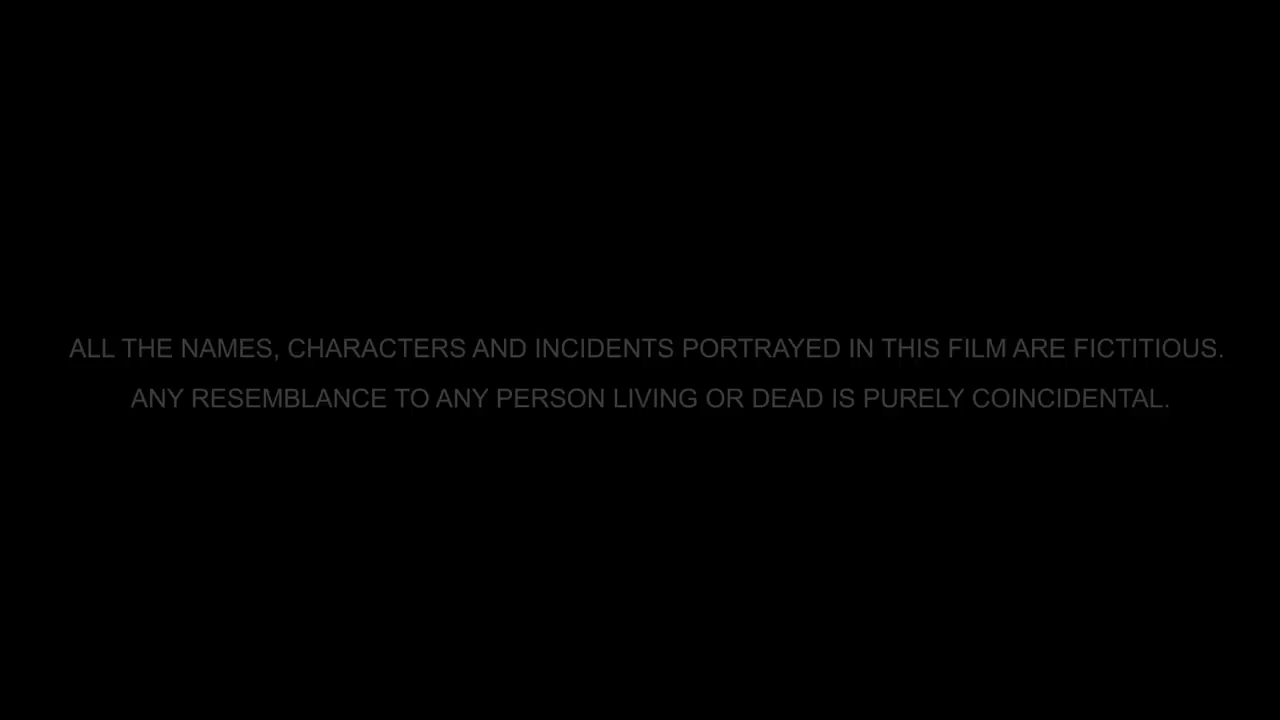 ALL THE NAMES, CHARACTERS AND INCIDENTS PORTRAYED IN THIS FILM ARE FICTITIOUS.
ANY RESEMBLANCE TO ANY PERSON LIVING OR DEAD IS PURELY COINCIDENTAL.